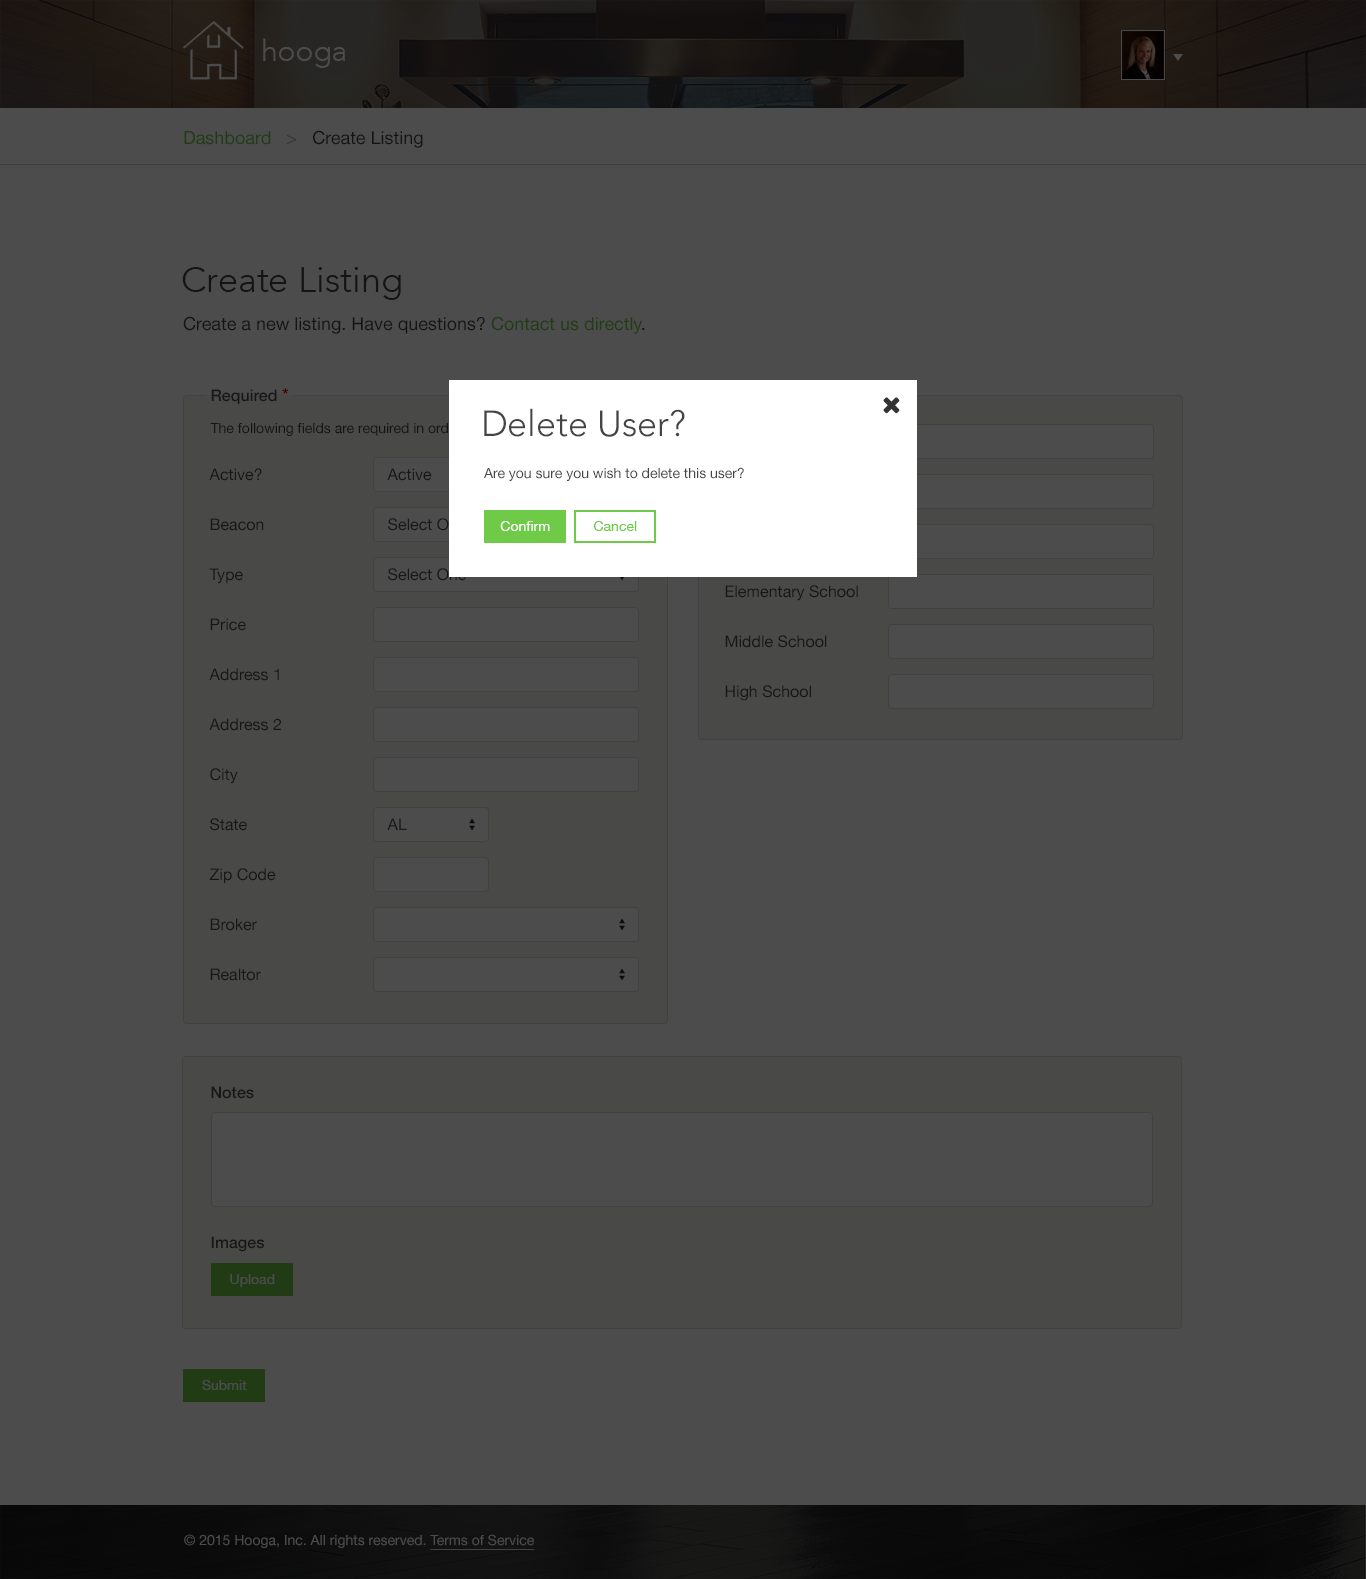 hooga
Dashboard > Create Listing
Create Listing
Create a new listing. Have questions? Contact us directly.
Required *
The following fields are required in
Active?
Active
Beacon
Select
Type
Select One
Price
Address 1
Address 2
City
State
AL
Zip Code
Broker
Realtor
Delete User?
Are you sure you wish to delete this user?
Confirm
Cancel
Elementary School
Middle School
High School
Notes
Images
Upload
Submit
© 2015 Hooga, Inc. All rights reserved. Terms of Service